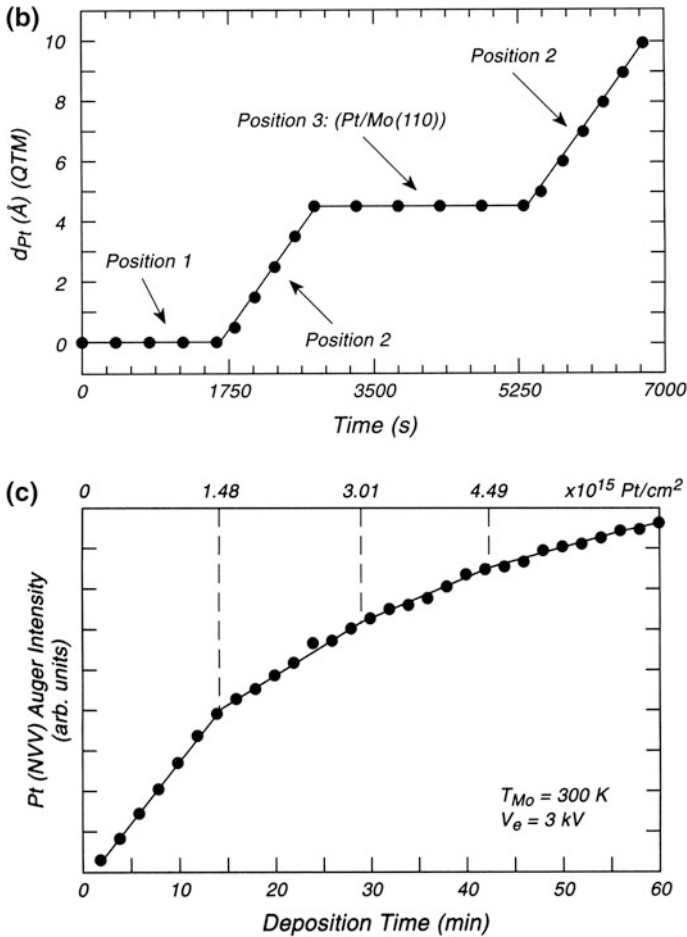 (b)
10
8
6
4
2
0
d_Pt (Å) (QTM)
Position 2
Position 3: (Pt/Mo(110))
Position 1
Position 2
0 1750 3500 5250 7000
Time (s)
(c)
0 1.48 3.01 4.49 x10^15 Pt/cm^2
Pt (NVV) Auger Intensity
(arb. units)
T_Mo = 300 K
V_e = 3 kV
0 10 20 30 40 50 60
Deposition Time (min)